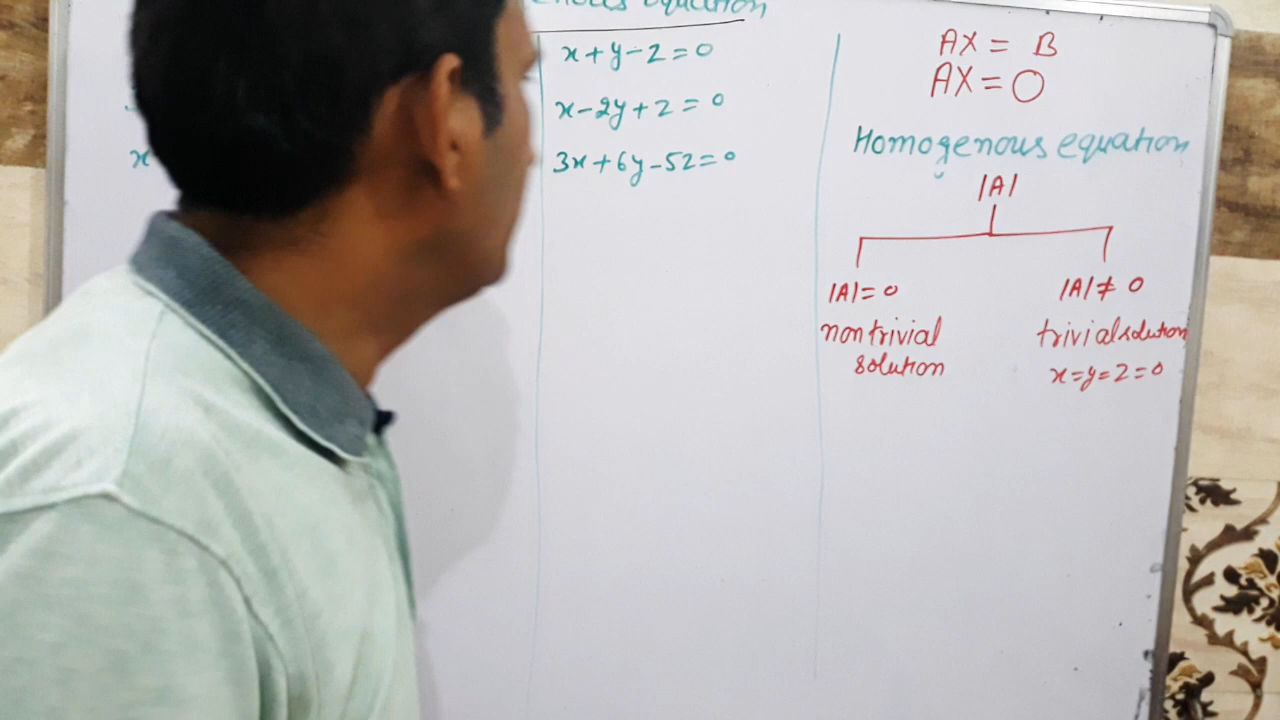 equation
x
x+y-z=0
x-2y+z=0
3x+6y-5z=0
AX = B
AX = O
Homogenous equation
|A|
|A|=0
non trivial
solution
|A|≠0
trivial solution
x=y=z=0